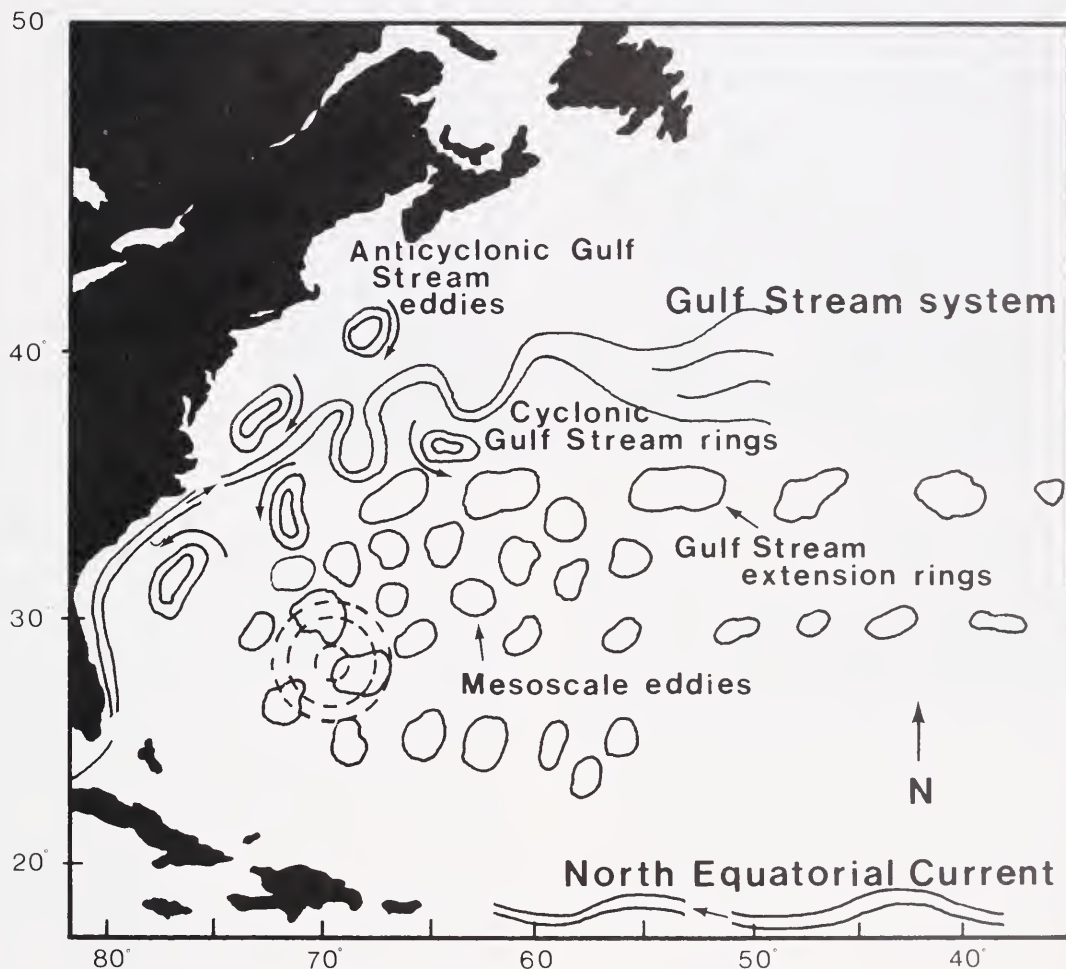 50
Anticyclonic Gulf
Stream
eddies
Gulf Stream system
40°
Cyclonic
Gulf Stream rings
Gulf Stream
extension rings
30°
Mesoscale eddies
N
20°
North Equatorial Current
80° 70° 60° 50° 40°